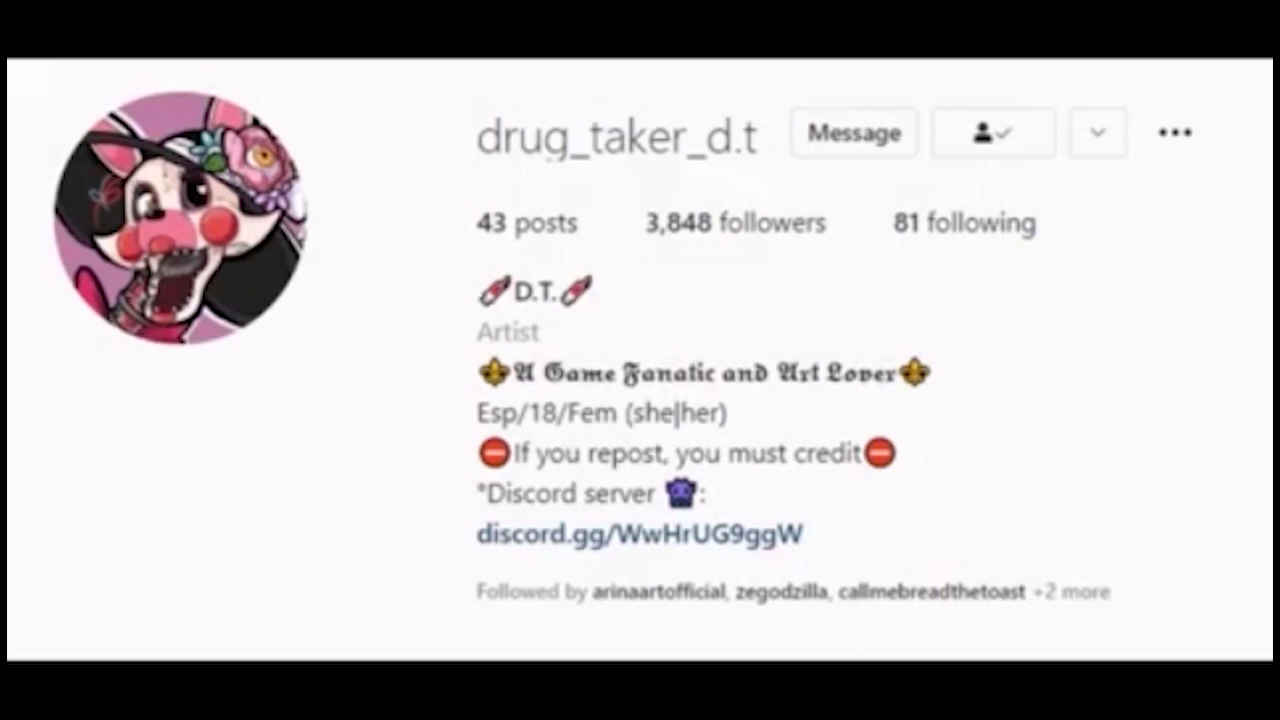 drug_taker_d.t Message
43 posts 3,848 followers 81 following
D.T.
Artist
⚜️𝕬 𝕲𝖆𝖒𝖊 𝕱𝖆𝖓𝖆𝖙𝖎𝖈 𝖆𝖓𝖉 𝕬𝖗𝖙 𝕷𝖔𝖛𝖊𝖗⚜️
Esp/18/Fem (she|her)
⛔If you repost, you must credit⛔
°Discord server 👾:
discord.gg/WwHrUG9ggW
Followed by arinaartofficial, zegodzilla, callmebreadthetoast +2 more